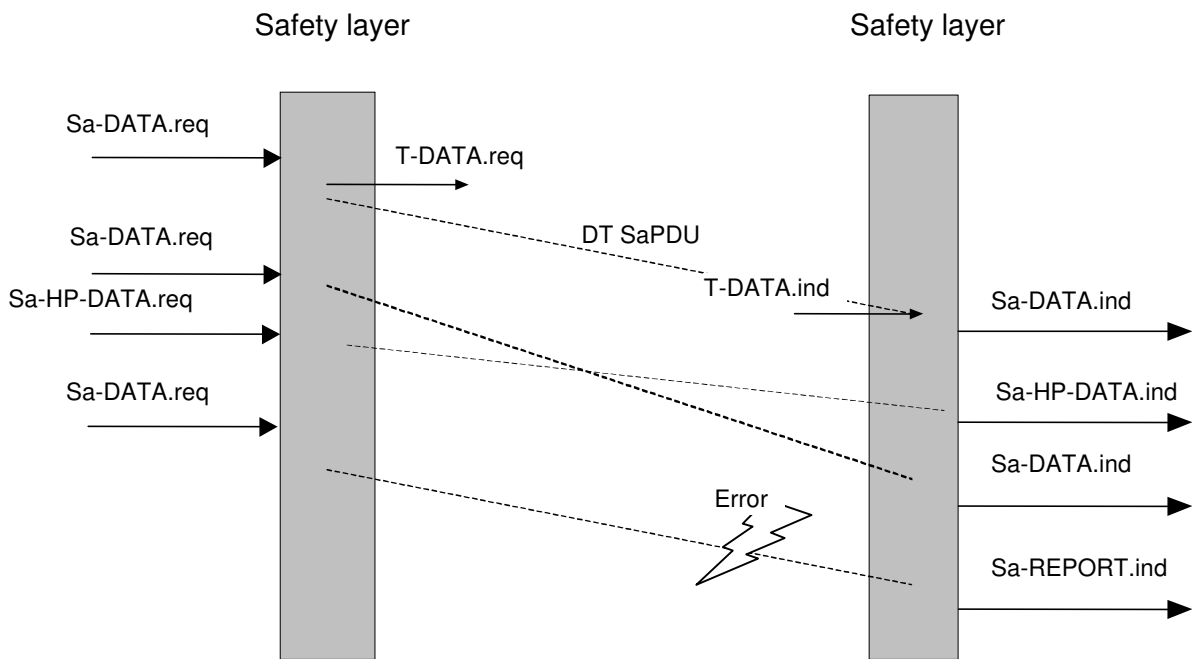 Safety layer
Safety layer
Sa-DATA.req
T-DATA.req
Sa-DATA.req
DT SaPDU
Sa-HP-DATA.req
T-DATA.ind
Sa-DATA.ind
Sa-DATA.req
Sa-HP-DATA.ind
Sa-DATA.ind
Error
Sa-REPORT.ind